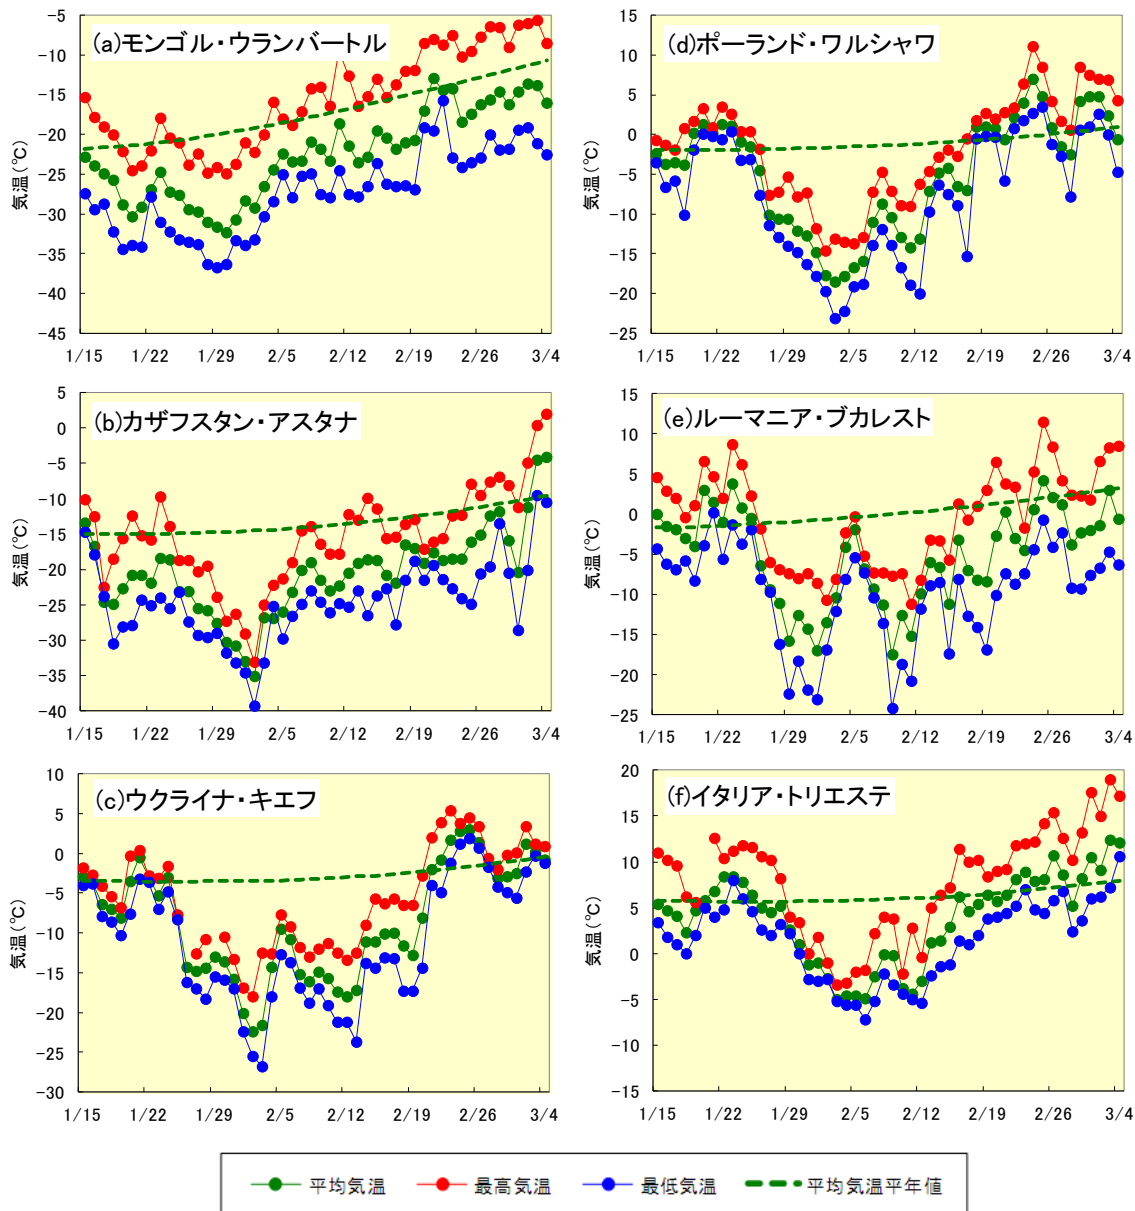 (a)モンゴル・ウランバートル
気温(℃)
-5
-10
-15
-20
-25
-30
-35
-40
-45
1/15 1/22 1/29 2/5 2/12 2/19 2/26 3/4
(d)ポーランド・ワルシャワ
気温(℃)
15
10
5
0
-5
-10
-15
-20
-25
1/15 1/22 1/29 2/5 2/12 2/19 2/26 3/4
(b)カザフスタン・アスタナ
気温(℃)
5
0
-5
-10
-15
-20
-25
-30
-35
-40
1/15 1/22 1/29 2/5 2/12 2/19 2/26 3/4
(e)ルーマニア・ブカレスト
気温(℃)
15
10
5
0
-5
-10
-15
-20
-25
1/15 1/22 1/29 2/5 2/12 2/19 2/26 3/4
(c)ウクライナ・キエフ
気温(℃)
10
5
0
-5
-10
-15
-20
-25
-30
1/15 1/22 1/29 2/5 2/12 2/19 2/26 3/4
(f)イタリア・トリエステ
気温(℃)
20
15
10
5
0
-5
-10
-15
1/15 1/22 1/29 2/5 2/12 2/19 2/26 3/4
平均気温 最高気温 最低気温 平均気温平年値